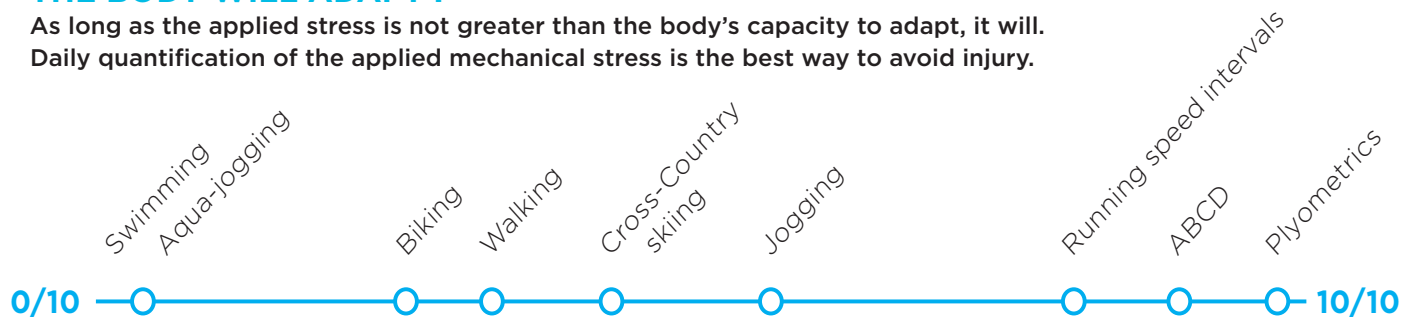 As long as the applied stress is not greater than the body's capacity to adapt, it will.
Daily quantification of the applied mechanical stress is the best way to avoid injury.
Swimming
Aqua-jogging
Biking
Walking
Cross-Country
skiing
Jogging
Running speed intervals
ABCD
Plyometrics
0/10
10/10